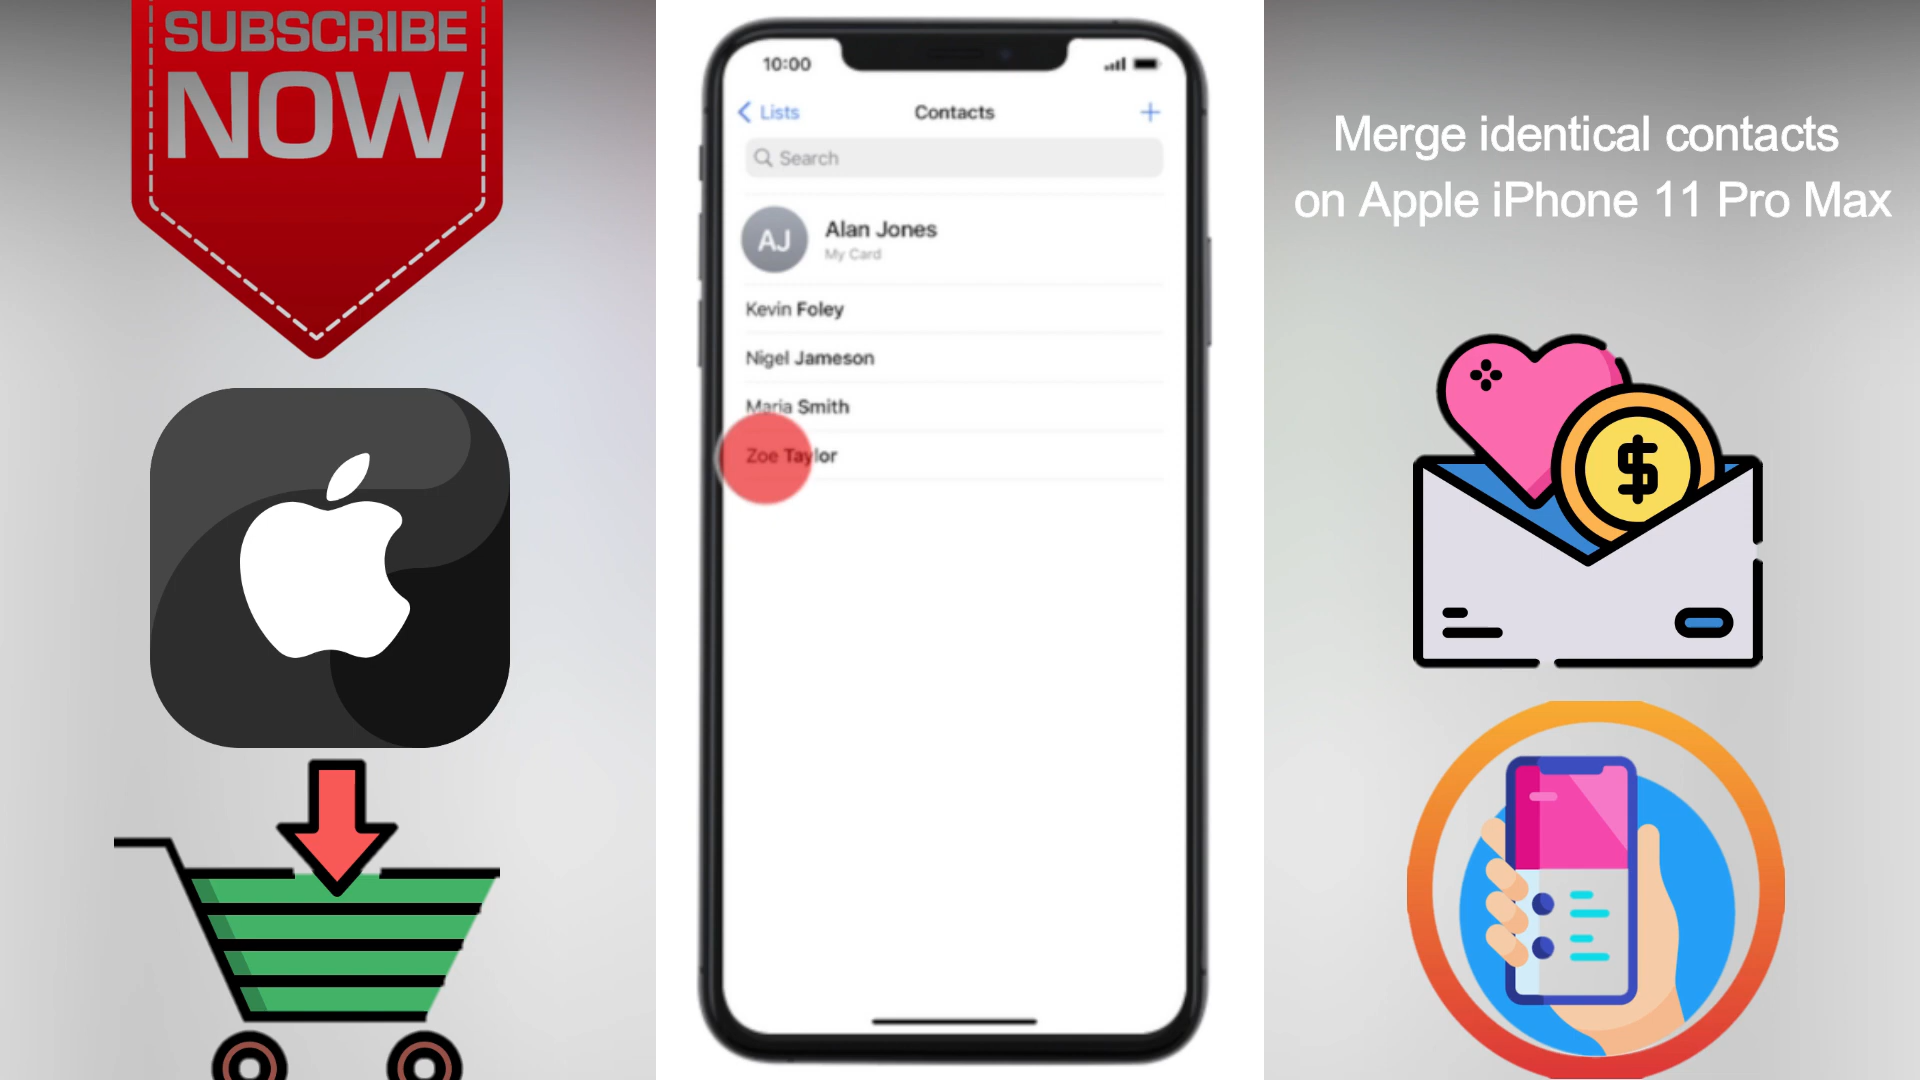 SUBSCRIBE
NOW
10:00
Lists
Contacts
+
Search
AJ
Alan Jones
My Card
Kevin Foley
Nigel Jameson
Maria Smith
Zoe Taylor
Merge identical contacts
on Apple iPhone 11 Pro Max
$